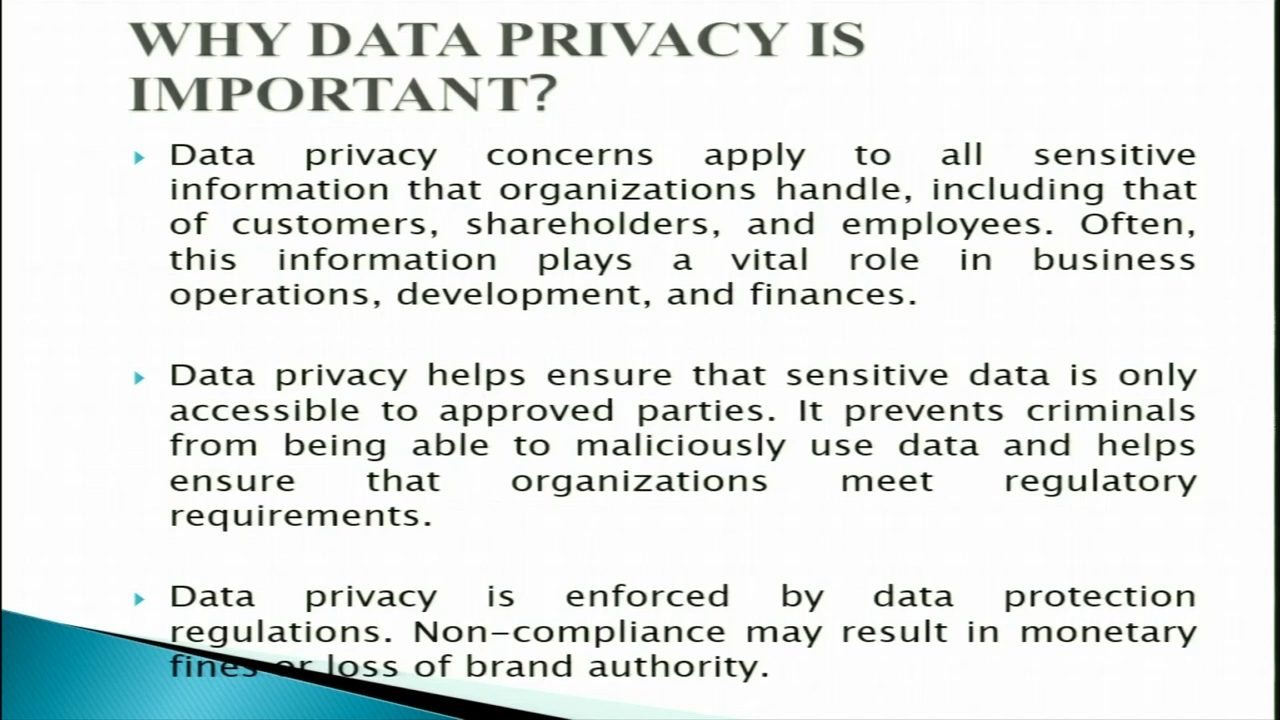 WHY DATA PRIVACY IS
IMPORTANT?
Data privacy concerns apply to all sensitive
information that organizations handle, including that
of customers, shareholders, and employees. Often,
this information plays a vital role in business
operations, development, and finances.
Data privacy helps ensure that sensitive data is only
accessible to approved parties. It prevents criminals
from being able to maliciously use data and helps
ensure that organizations meet regulatory
requirements.
Data privacy is enforced by data protection
regulations. Non-compliance may result in monetary
fines or loss of brand authority.